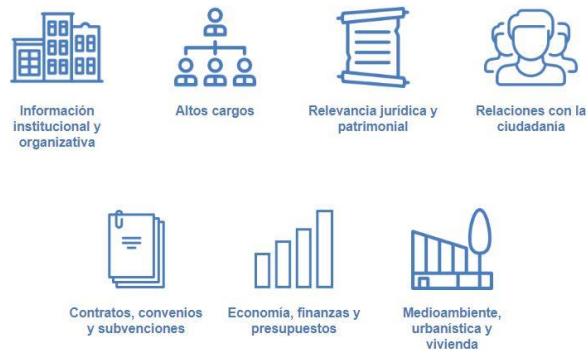 Información
institucional y
organizativa
Altos cargos
Relevancia jurídica y
patrimonial
Relaciones con la
ciudadanía
Contratos, convenios
y subvenciones
Economía, finanzas y
presupuestos
Medioambiente,
urbanística y
vivienda